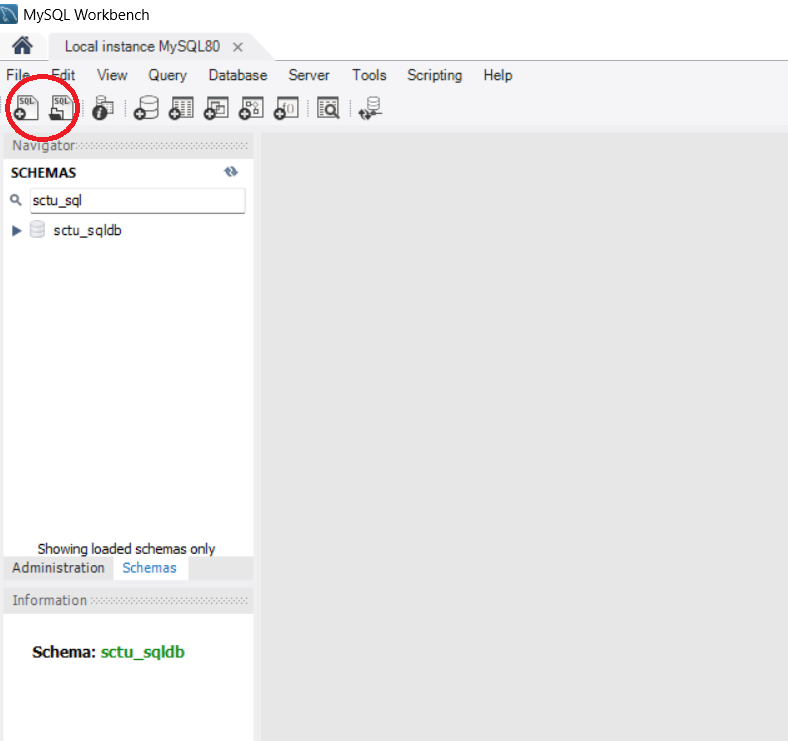 MySQL Workbench
Local instance MySQL80
File Edit View Query Database Server Tools Scripting Help
SQL SQL
Navigator
SCHEMAS
sctu_sql
sctu_sqldb
Showing loaded schemas only
Administration Schemas
Information
Schema: sctu_sqldb